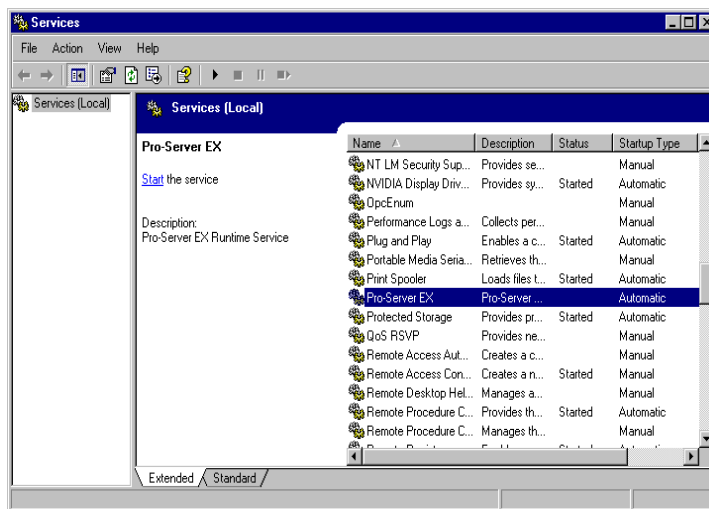 Services
File Action View Help
Services (Local)
Services (Local)
Pro-Server EX
Start the service
Description:
Pro-Server EX Runtime Service
Name Description Status Startup Type
NT LM Security Sup... Provides se... Manual
NVIDIA Display Driv... Provides sy... Started Automatic
OpcEnum Manual
Performance Logs a... Collects per... Manual
Plug and Play Enables a c... Started Automatic
Portable Media Seria... Retrieves th... Manual
Print Spooler Loads files t... Started Automatic
Pro-Server EX Pro-Server ... Automatic
Protected Storage Provides pr... Started Automatic
QoS RSVP Provides ne... Manual
Remote Access Aut... Creates a c... Manual
Remote Access Con... Creates a n... Started Manual
Remote Desktop Hel... Manages a... Manual
Remote Procedure C... Provides th... Started Automatic
Remote Procedure C... Manages th... Manual
Extended Standard